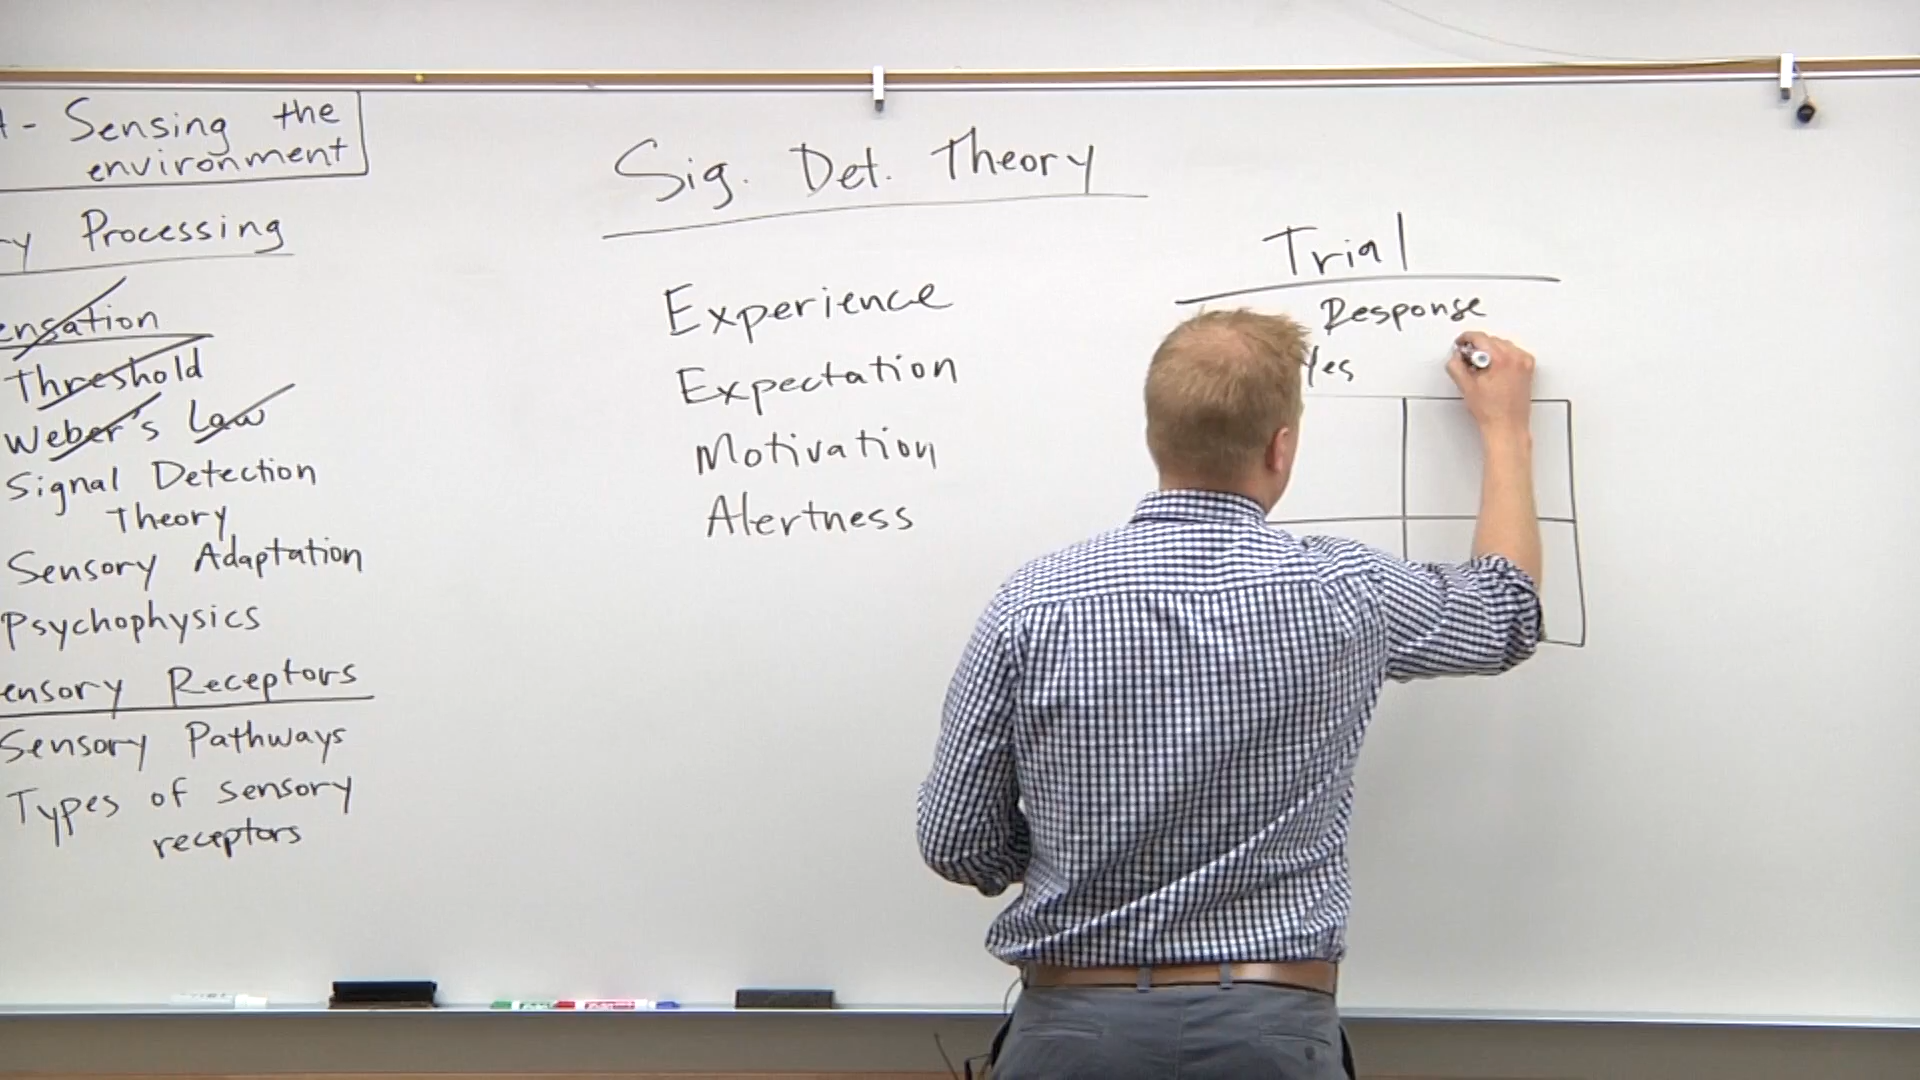 - Sensing the
environment
Processing
ensation
Threshold
Weber's Law
Signal Detection
Theory
Sensory Adaptation
Psychophysics
ensory Receptors
Sensory Pathways
Types of sensory
receptors
Sig. Det. Theory
Experience
Expectation
Motivation
Alertness
Trial
Response
Yes